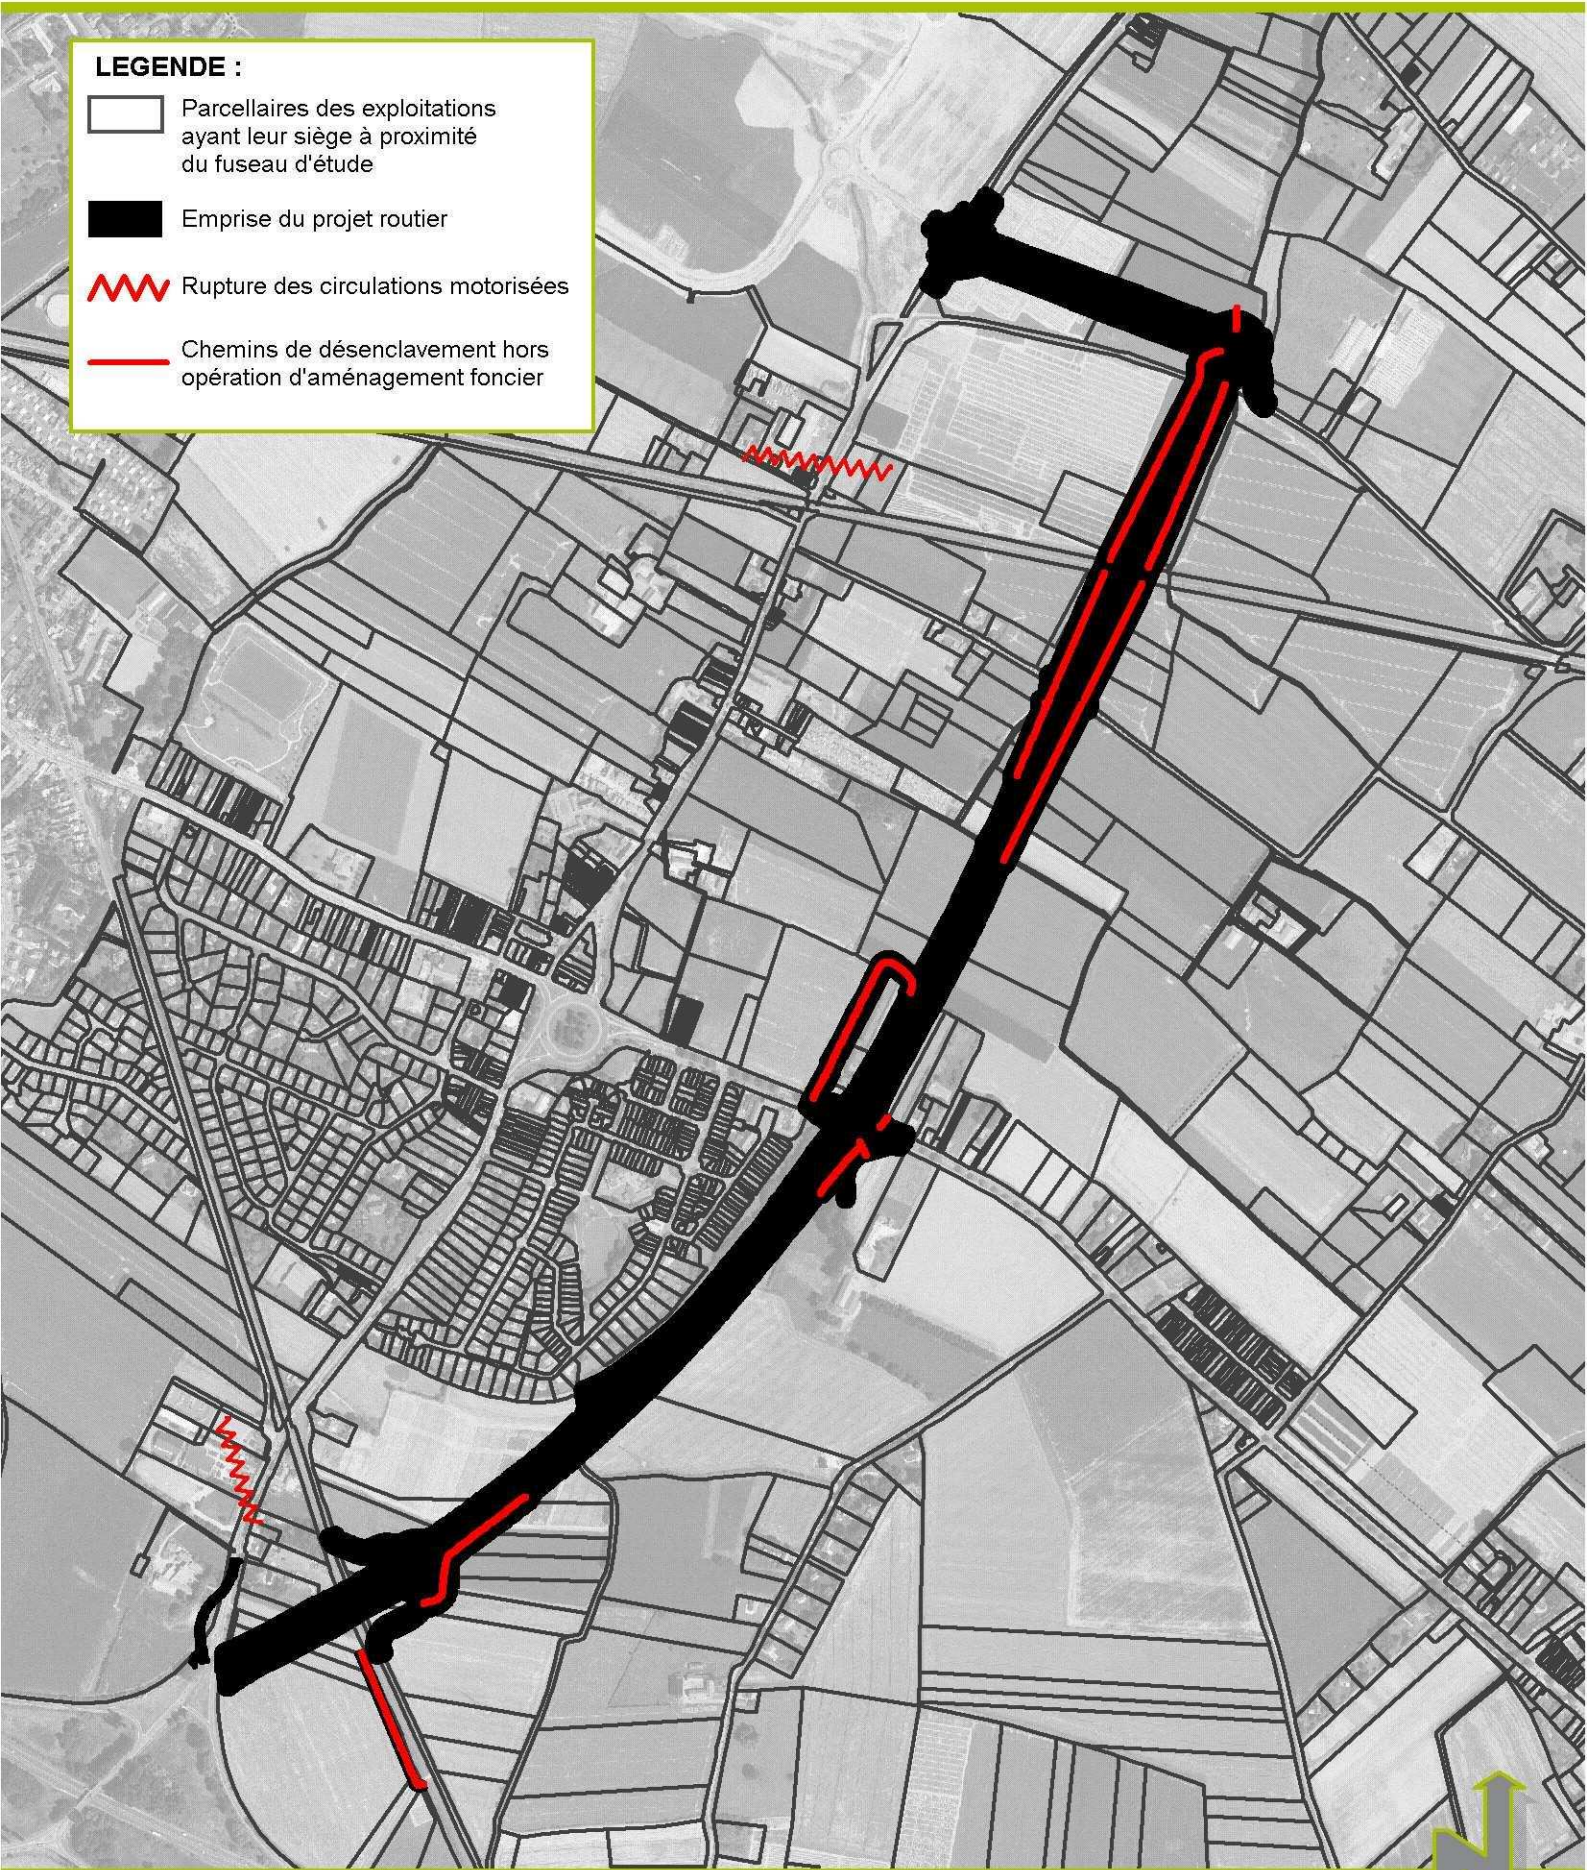 LEGENDE :
Parcellaires des exploitations
ayant leur siège à proximité
du fuseau d'étude
Emprise du projet routier
Rupture des circulations motorisées
Chemins de désenclavement hors
opération d'aménagement foncier